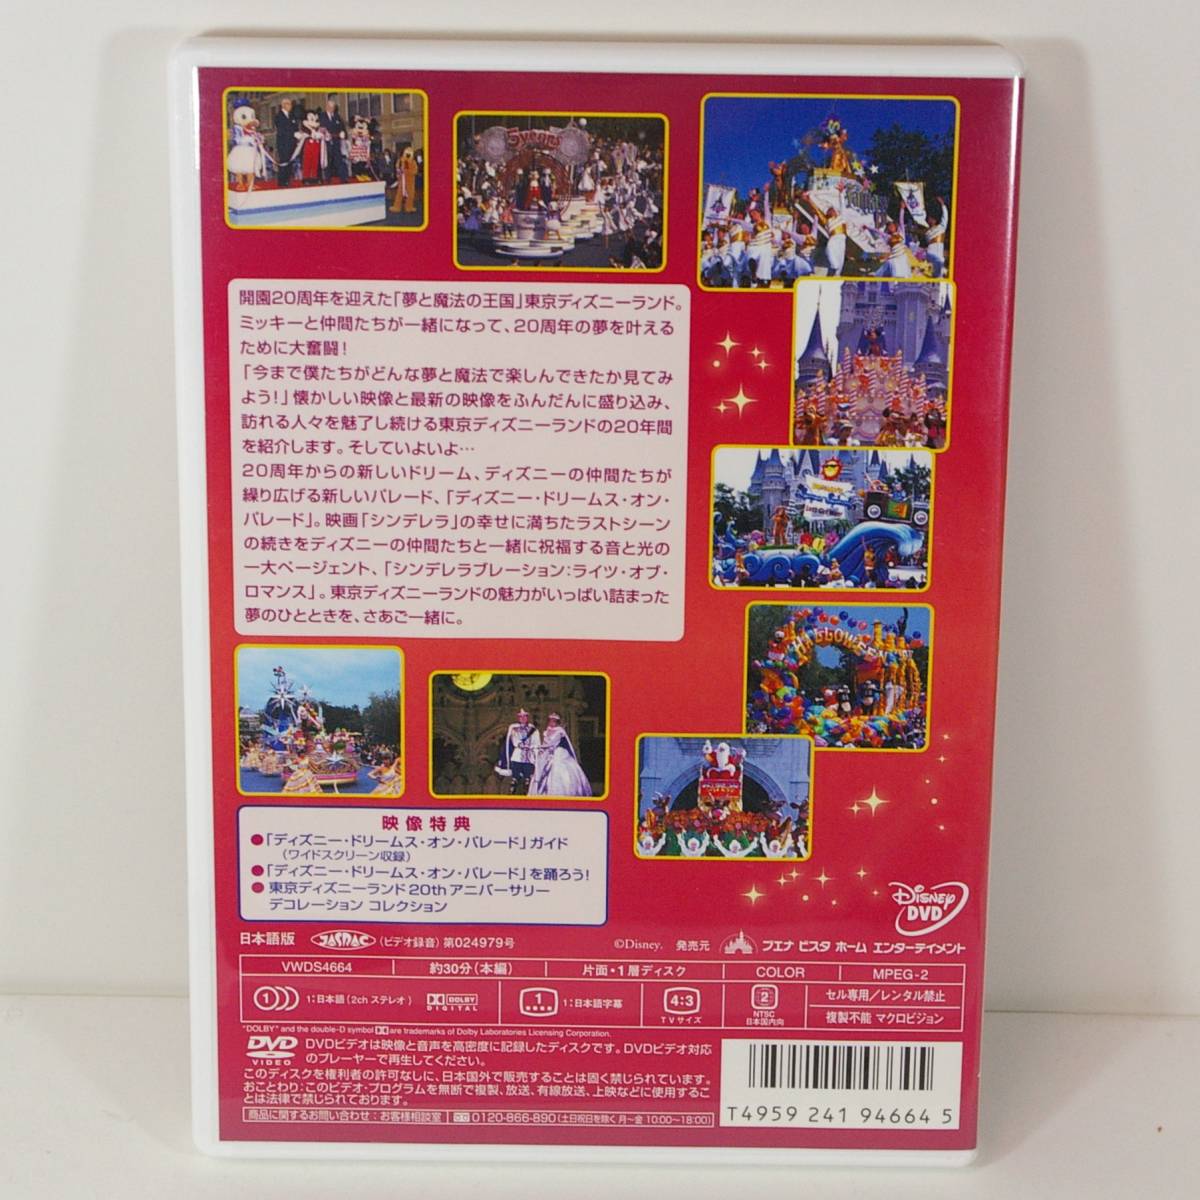 5years
開園20周年を迎えた「夢と魔法の王国」東京ディズニーランド。
ミッキーと仲間たちが一緒になって、20周年の夢を叶える
ために大奮闘！
「今まで僕たちがどんな夢と魔法で楽しんできたか見てみ
よう！」懐かしい映像と最新の映像をふんだんに盛り込み、
訪れる人々を魅了し続ける東京ディズニーランドの20年間
を紹介します。そしていよいよ…
20周年からの新しいドリーム、ディズニーの仲間たちが
繰り広げる新しいパレード、「ディズニー・ドリームス・オン・
パレード」。映画「シンデレラ」の幸せに満ちたラストシーン
の続きをディズニーの仲間たちと一緒に祝福する音と光の
一大ページェント、「シンデレラブレーション：ライツ・オブ・
ロマンス」。東京ディズニーランドの魅力がいっぱい詰まった
夢のひとときを、さあご一緒に。
HALLOWEEN
映像特典
●「ディズニー・ドリームス・オン・パレード」ガイド
（ワイドスクリーン収録）
●「ディズニー・ドリームス・オン・パレード」を踊ろう！
●東京ディズニーランド20thアニバーサリー
デコレーション コレクション
Disney
DVD
日本語版 JASRAC （ビデオ録音）第024979号 ©Disney. 発売元 ブエナ ビスタ ホーム エンターテイメント
VWDS4664 約30分（本編） 片面・1層ディスク COLOR MPEG-2
1 1：日本語（2ch ステレオ） DOLBY DIGITAL 1 1：日本語字幕 4:3 TVサイズ 2 NTSC 日本国内向 セル専用／レンタル禁止
複製不能 マクロビジョン
"DOLBY" and the double-D symbol are trademarks of Dolby Laboratories Licensing Corporation.
DVD VIDEO DVDビデオは映像と音声を高密度に記録したディスクです。DVDビデオ対応
のプレーヤーで再生してください。
このディスクを権利者の許可なしに、日本国外で販売することは固く禁じられています。
おことわり：このビデオ・プログラムを無断で複製、放送、有線放送、上映などに使用するこ
とは法律で禁じられております。
商品に関するお問い合わせ：お客様相談室 0120-866-890（土日祝日を除く 月〜金 10:00〜18:00）
T4959 241 94664 5